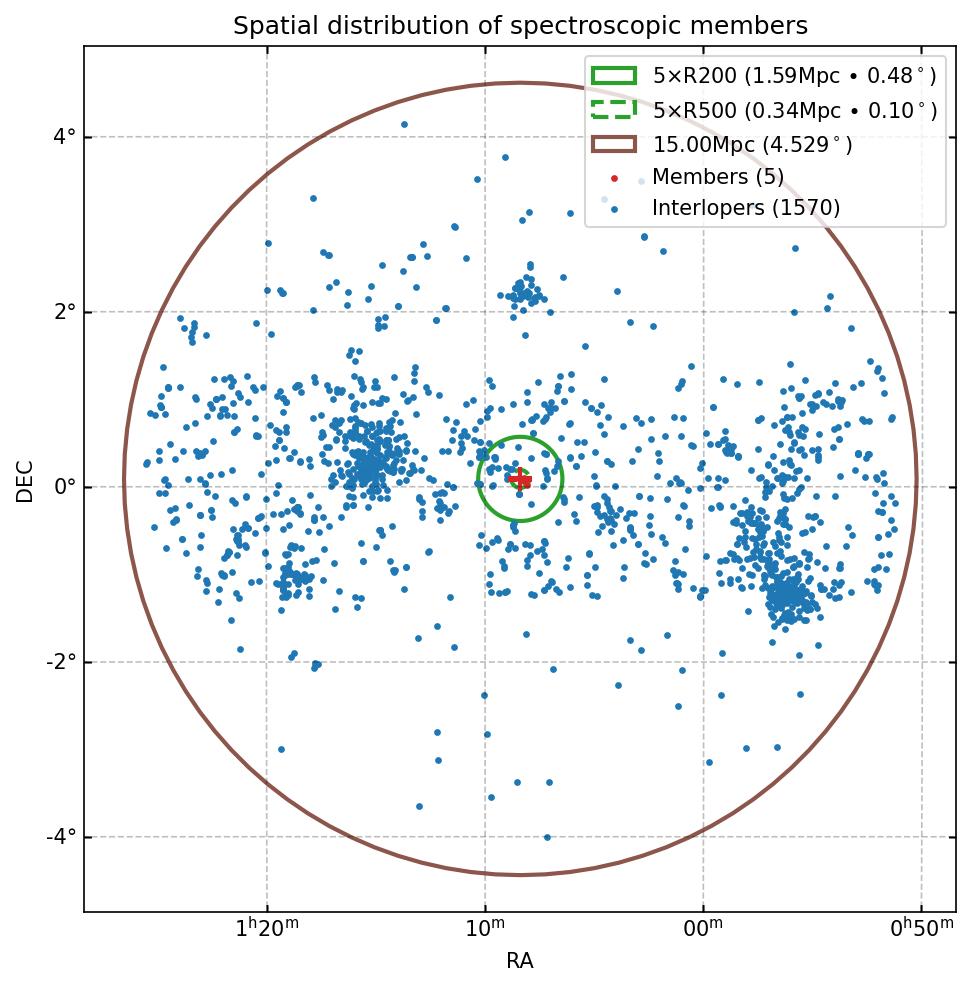 Spatial distribution of spectroscopic members
5×R200 (1.59Mpc • 0.48°)
5×R500 (0.34Mpc • 0.10°)
15.00Mpc (4.529°)
Members (5)
Interlopers (1570)
4°
2°
0°
-2°
-4°
DEC
1ʰ20ᵐ 10ᵐ 00ᵐ 0ʰ50ᵐ
RA